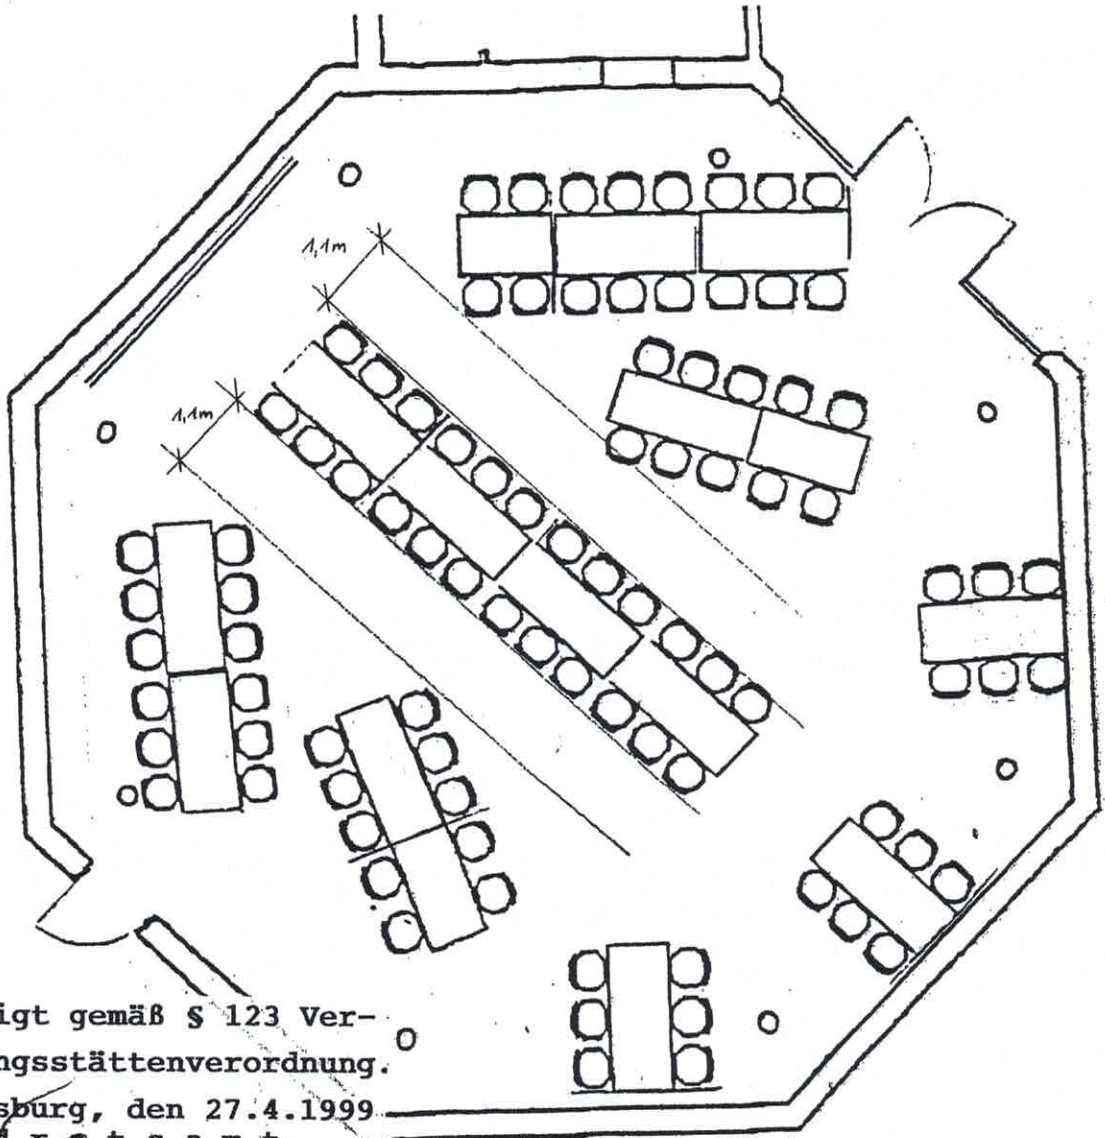 1,1m
1,1m
igt gemäß § 123 Ver-
ngsstättenverordnung.
sburg, den 27.4.1999